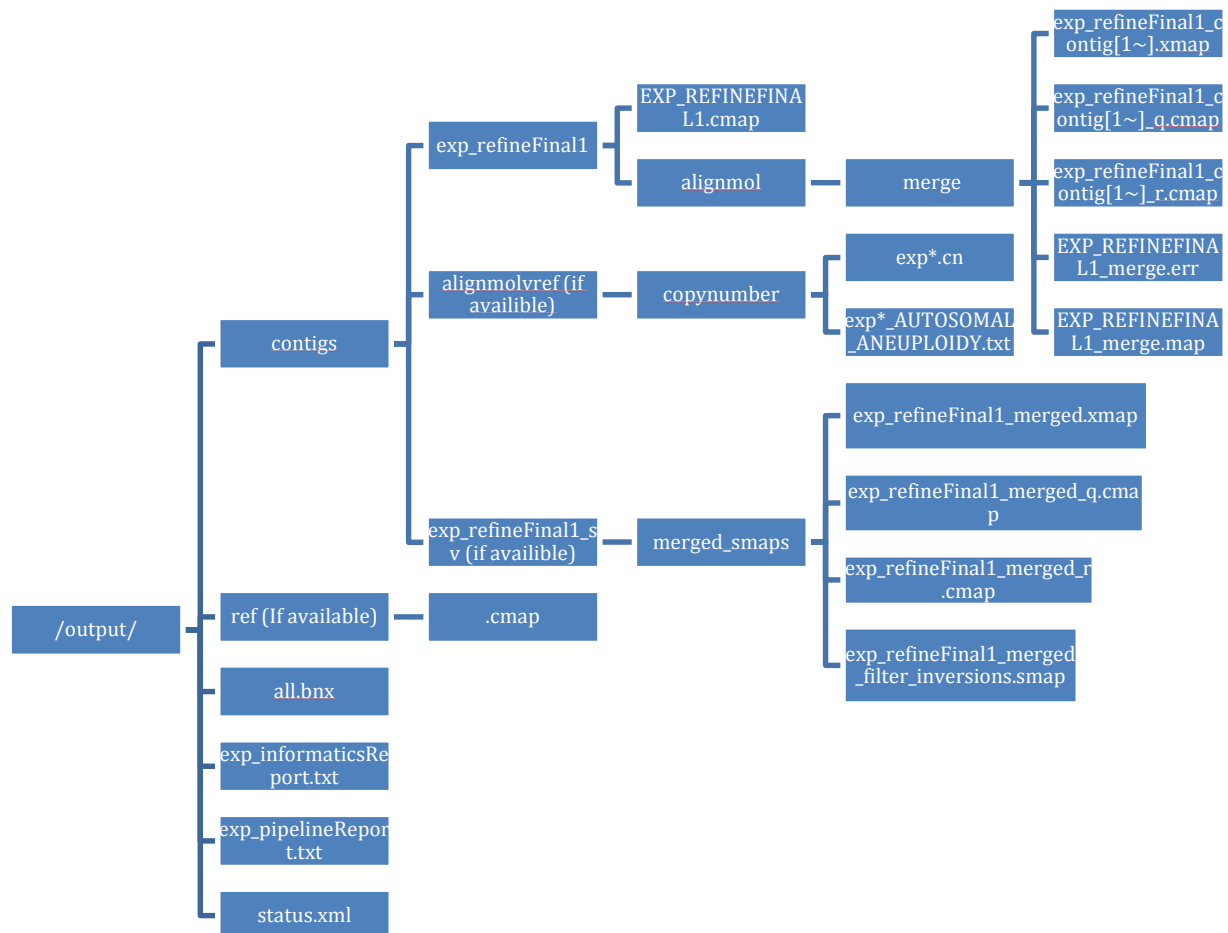 /output/
contigs
exp_refineFinal1
EXP_REFINEFINA
L1.cmap
alignmol
merge
exp_refineFinal1_c
ontig[1~].xmap
exp_refineFinal1_c
ontig[1~]_q.cmap
exp_refineFinal1_c
ontig[1~]_r.cmap
EXP_REFINEFINA
L1_merge.err
EXP_REFINEFINA
L1_merge.map
alignmolvref (if
availible)
copynumber
exp*.cn
exp*_AUTOSOMAL
_ANEUPLOIDY.txt
exp_refineFinal1_s
v (if availible)
merged_smaps
exp_refineFinal1_merged.xmap
exp_refineFinal1_merged_q.cma
p
exp_refineFinal1_merged_r
.cmap
exp_refineFinal1_merged
_filter_inversions.smap
ref (If available)
.cmap
all.bnx
exp_informaticsRe
port.txt
exp_pipelineRepor
t.txt
status.xml